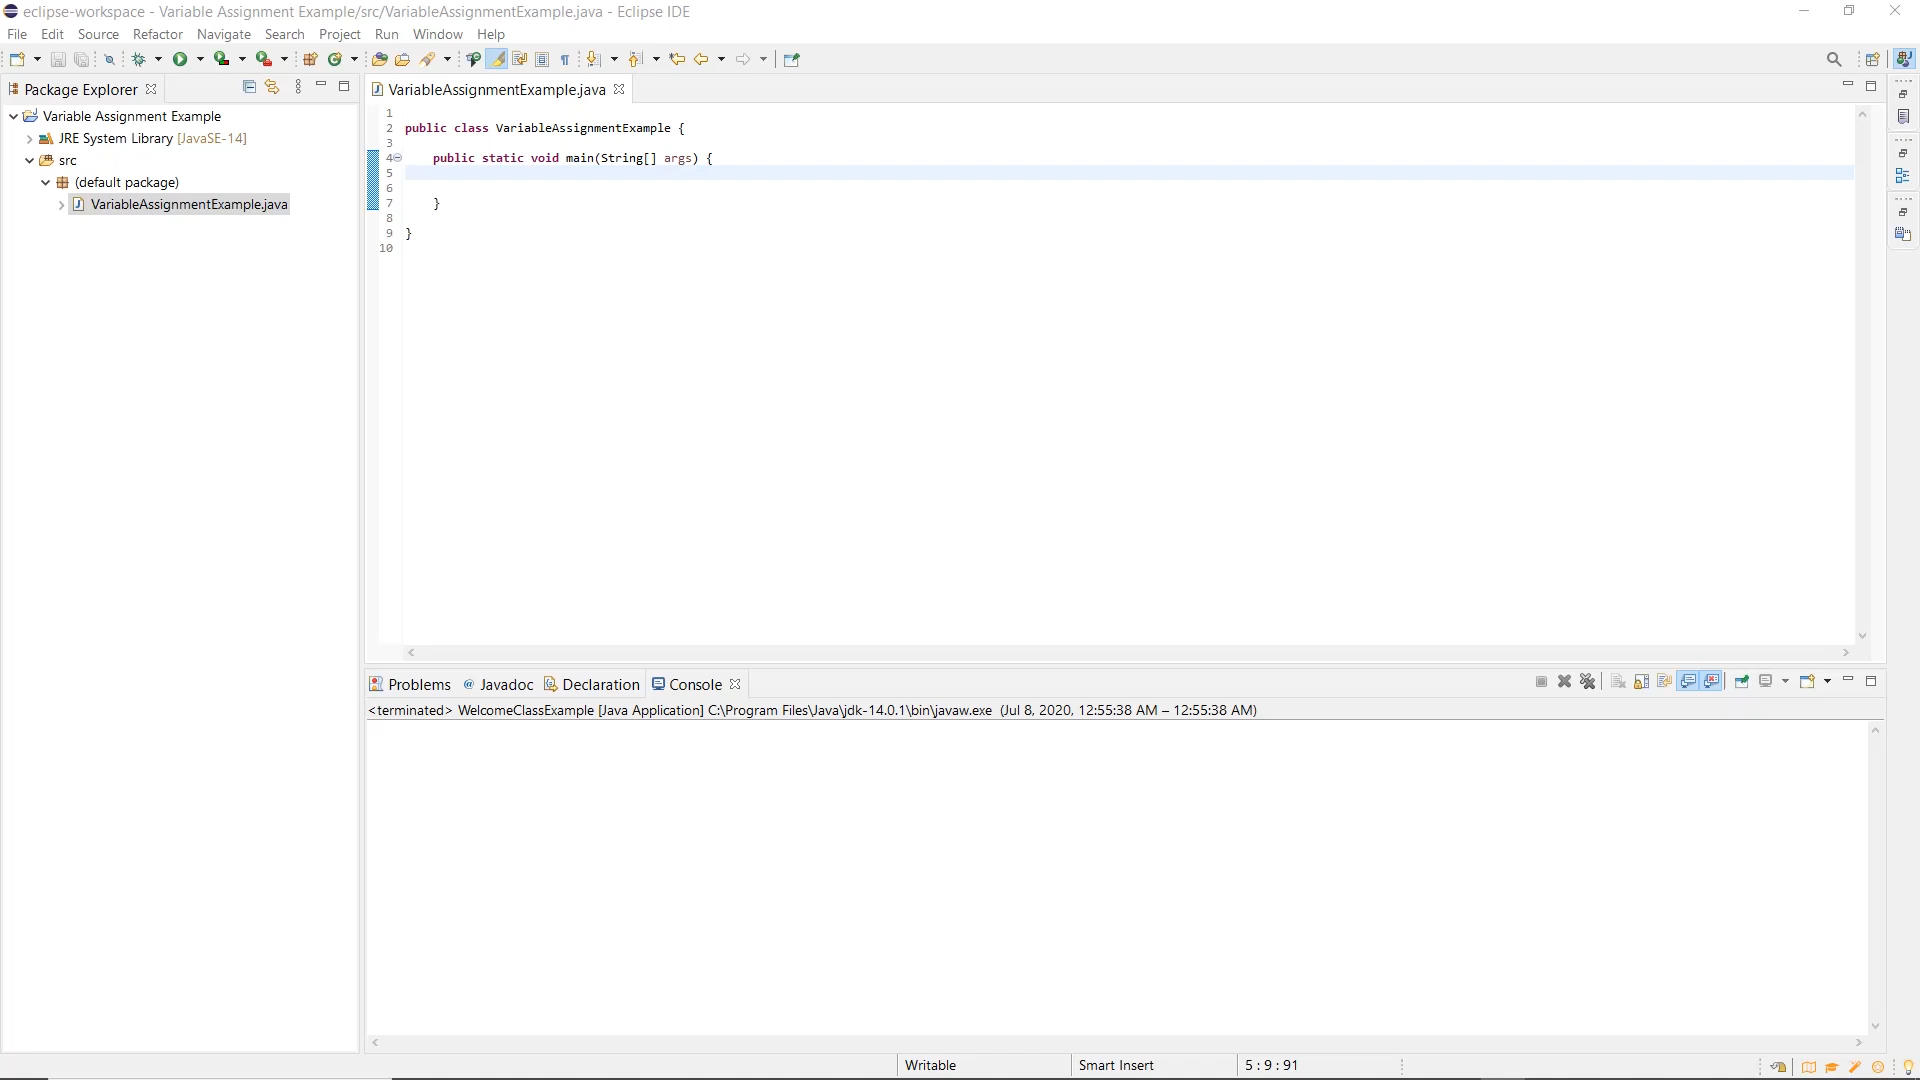 eclipse-workspace - Variable Assignment Example/src/VariableAssignmentExample.java - Eclipse IDE
File Edit Source Refactor Navigate Search Project Run Window Help
Package Explorer
Variable Assignment Example
JRE System Library [JavaSE-14]
src
(default package)
VariableAssignmentExample.java
VariableAssignmentExample.java
1
2 public class VariableAssignmentExample {
3
4 public static void main(String[] args) {
5
6
7 }
8
9 }
10
Problems @ Javadoc Declaration Console
<terminated> WelcomeClassExample [Java Application] C:\Program Files\Java\jdk-14.0.1\bin\javaw.exe (Jul 8, 2020, 12:55:38 AM – 12:55:38 AM)
Writable Smart Insert 5 : 9 : 91